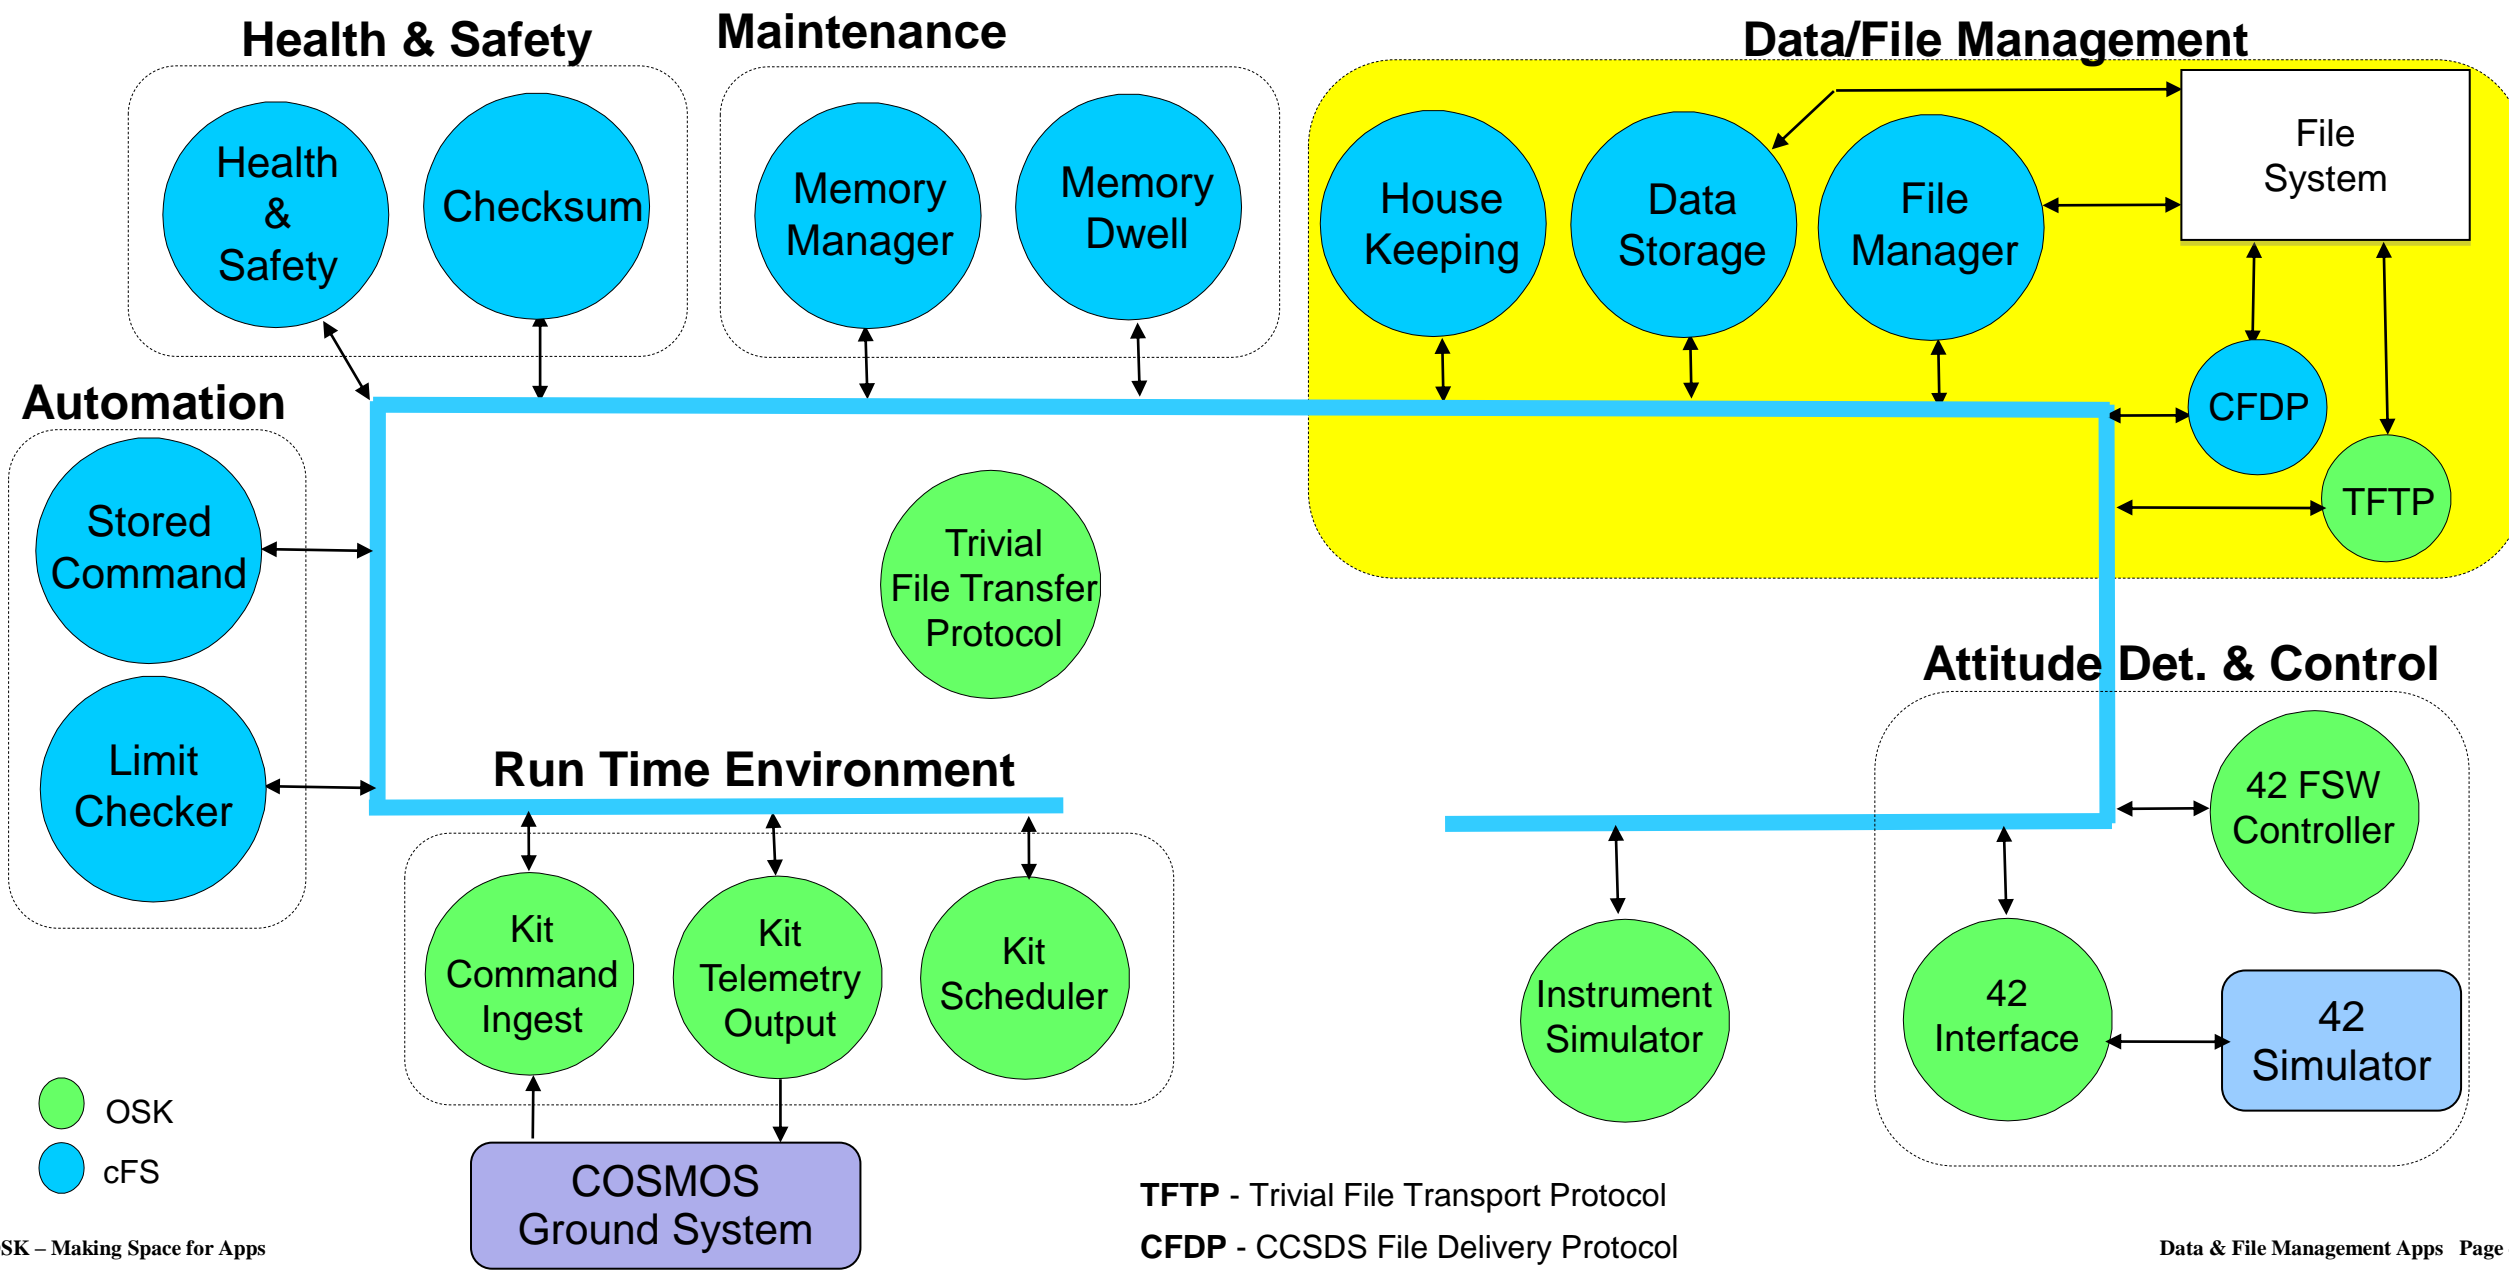 Health & Safety
Maintenance
Data/File Management
Health
&
Safety
Checksum
Memory
Manager
Memory
Dwell
House
Keeping
Data
Storage
File
Manager
File
System
CFDP
TFTP
Automation
Stored
Command
Limit
Checker
Trivial
File Transfer
Protocol
Attitude Det. & Control
42 FSW
Controller
42
Interface
42
Simulator
Instrument
Simulator
Run Time Environment
Kit
Command
Ingest
Kit
Telemetry
Output
Kit
Scheduler
OSK
cFS
COSMOS
Ground System
TFTP - Trivial File Transport Protocol
CFDP - CCSDS File Delivery Protocol
SK – Making Space for Apps
Data & File Management Apps Page